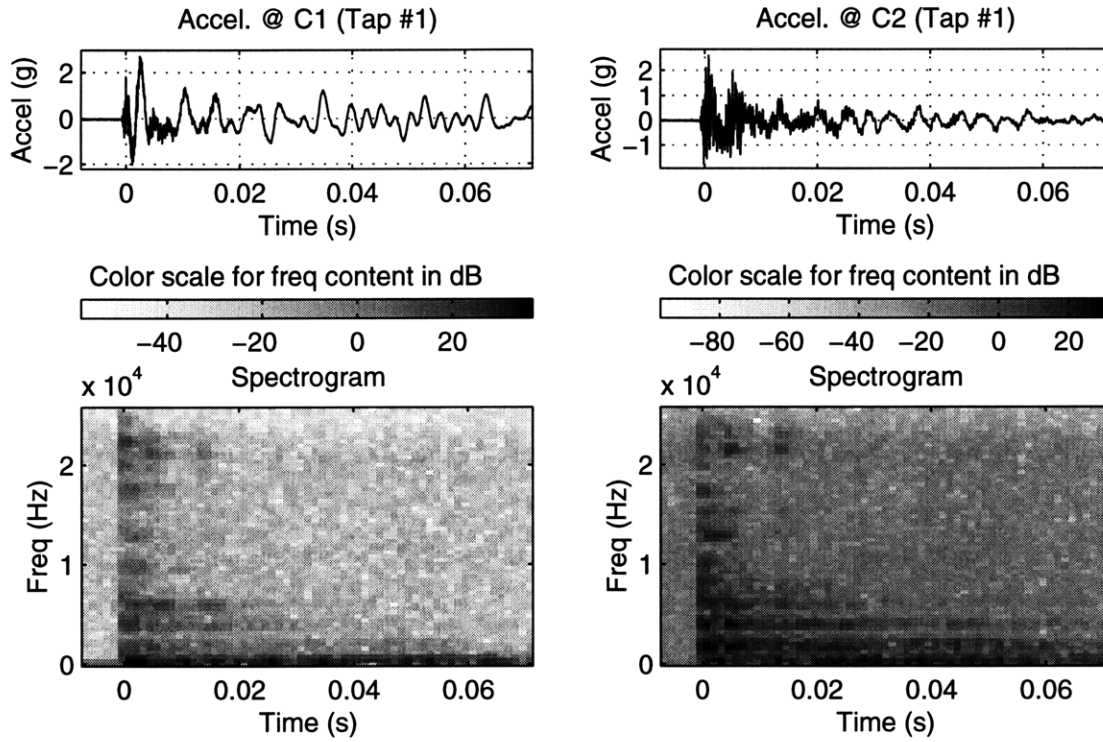 Accel. @ C1 (Tap #1)
Accel (g)
2
0
−2
0 0.02 0.04 0.06
Time (s)
Color scale for freq content in dB
−40 −20 0 20
x 10^4
Spectrogram
Freq (Hz)
2
1
0
0 0.02 0.04 0.06
Time (s)
Accel. @ C2 (Tap #1)
Accel (g)
2
1
0
−1
0 0.02 0.04 0.06
Time (s)
Color scale for freq content in dB
−80 −60 −40 −20 0 20
x 10^4
Spectrogram
Freq (Hz)
2
1
0
0 0.02 0.04 0.06
Time (s)